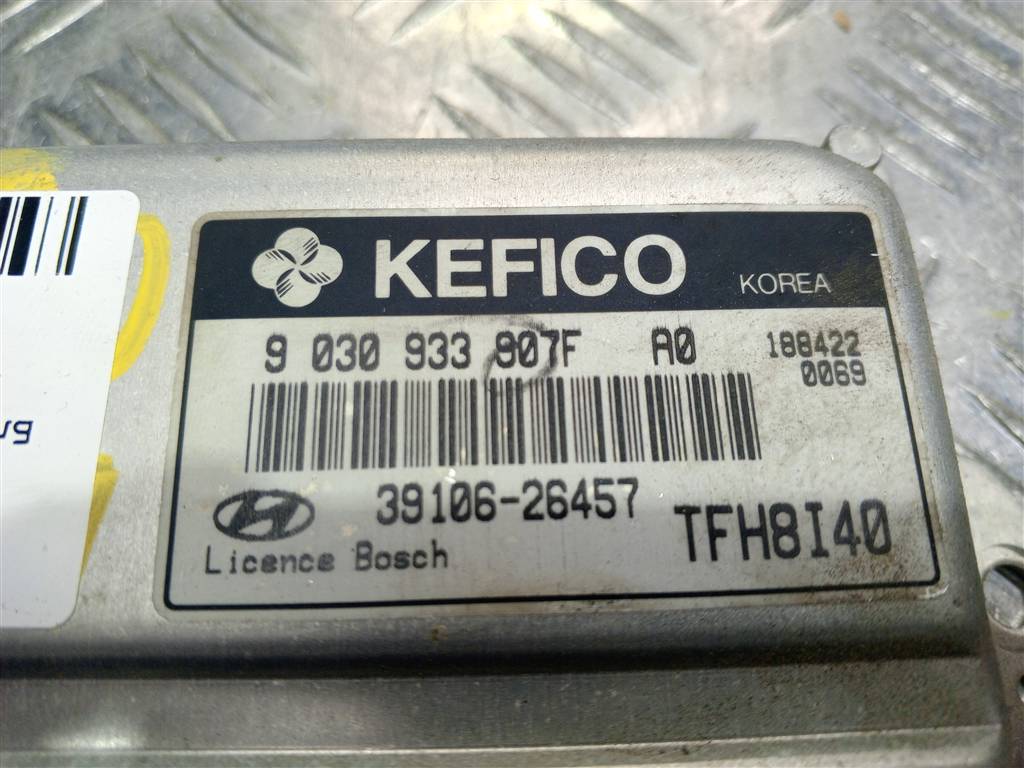 KEFICO KOREA
9 030 933 907F A0 188422
0069
39106-26457 TFH8I40
Licence Bosch